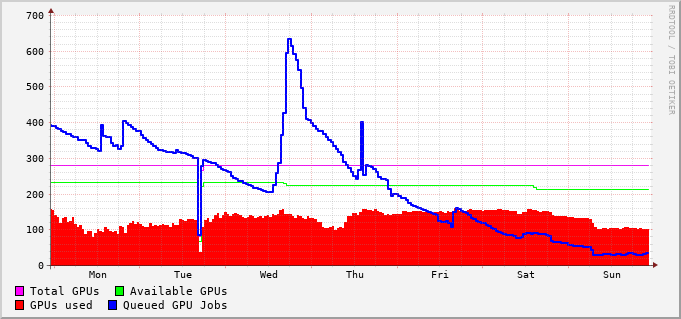 700
600
500
400
300
200
100
0
Mon Tue Wed Thu Fri Sat Sun
Total GPUs Available GPUs
GPUs used Queued GPU Jobs
RRDTOOL / TOBI OETIKER